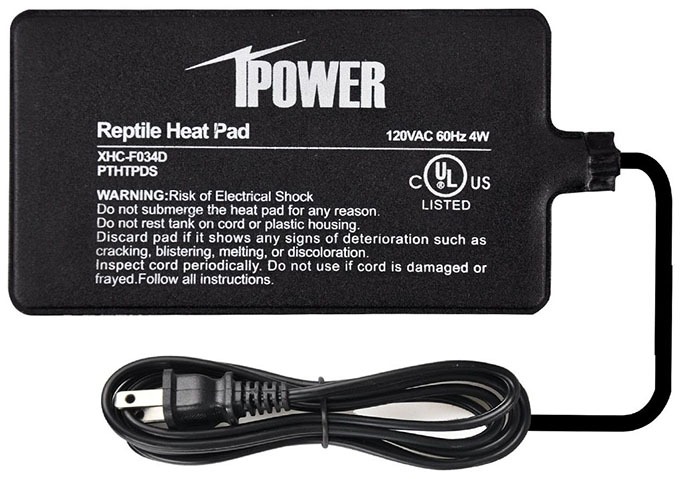 iPOWER
Reptile Heat Pad
120VAC 60Hz 4W
XHC-F034D
PTHTPDS
C UL US
LISTED
WARNING:Risk of Electrical Shock
Do not submerge the heat pad for any reason.
Do not rest tank on cord or plastic housing.
Discard pad if it shows any signs of deterioration such as
cracking, blistering, melting, or discoloration.
Inspect cord periodically. Do not use if cord is damaged or
frayed.Follow all instructions.